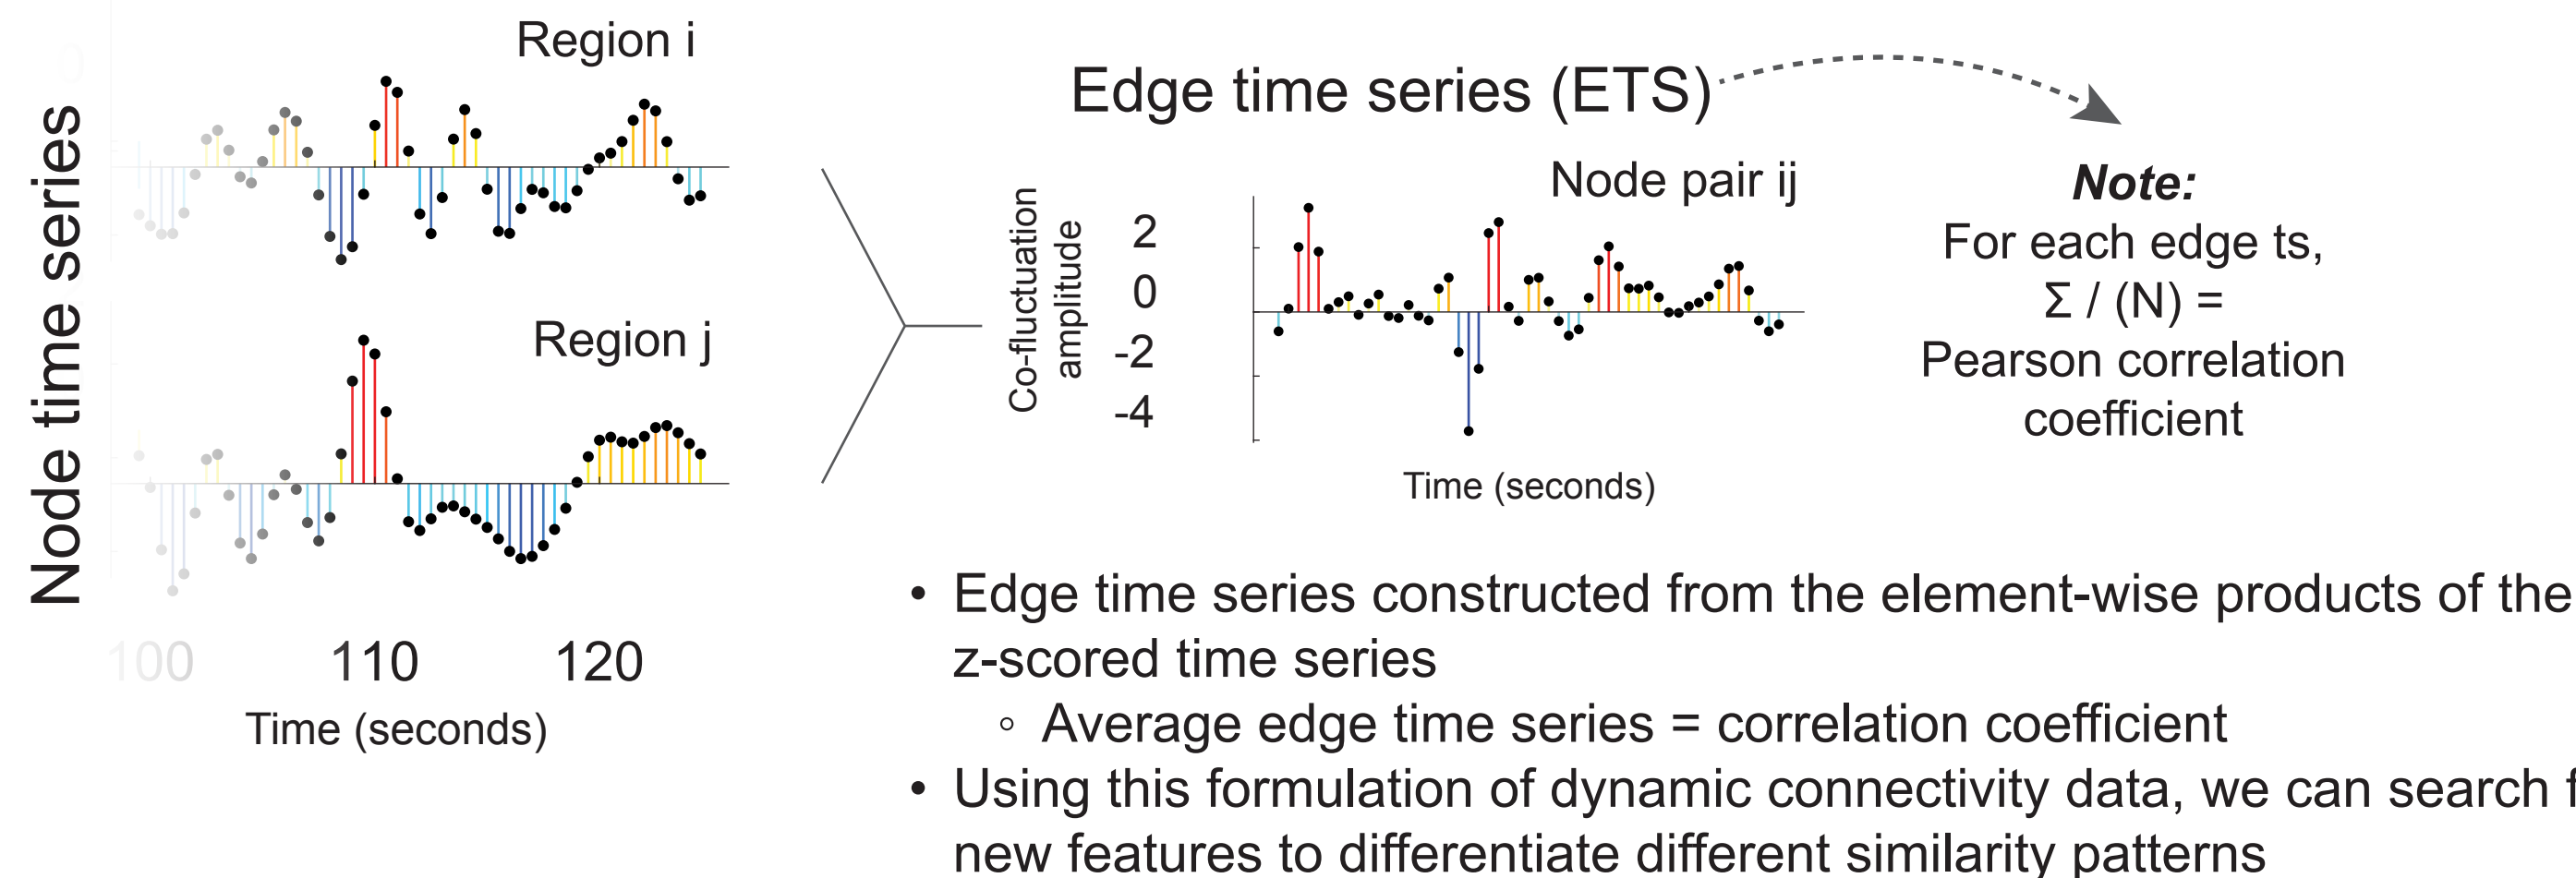 Node time series
0
Region i
Region j
100 110 120
Time (seconds)
Edge time series (ETS)
Node pair ij
Co-fluctuation
amplitude
2
0
-2
-4
Time (seconds)
Note:
For each edge ts,
Σ / (N) =
Pearson correlation
coefficient
• Edge time series constructed from the element-wise products of the
z-scored time series
◦ Average edge time series = correlation coefficient
• Using this formulation of dynamic connectivity data, we can search
new features to differentiate different similarity patterns